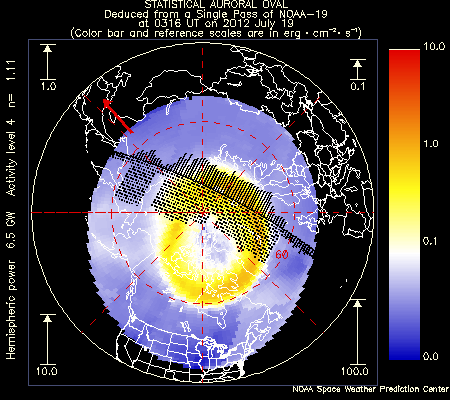 STATISTICAL AURORAL OVAL
Deduced from a Single Pass of NOAA-19
at 0316 UT on 2012 July 19
(Color bar and reference scales are in erg · cm⁻² · s⁻¹)
Hemispheric power 6.5 GW Activity level 4 n= 1.11
1.0
0.1
10.0
1.0
0.1
0.0
60
10.0
100.0
NOAA Space Weather Prediction Center